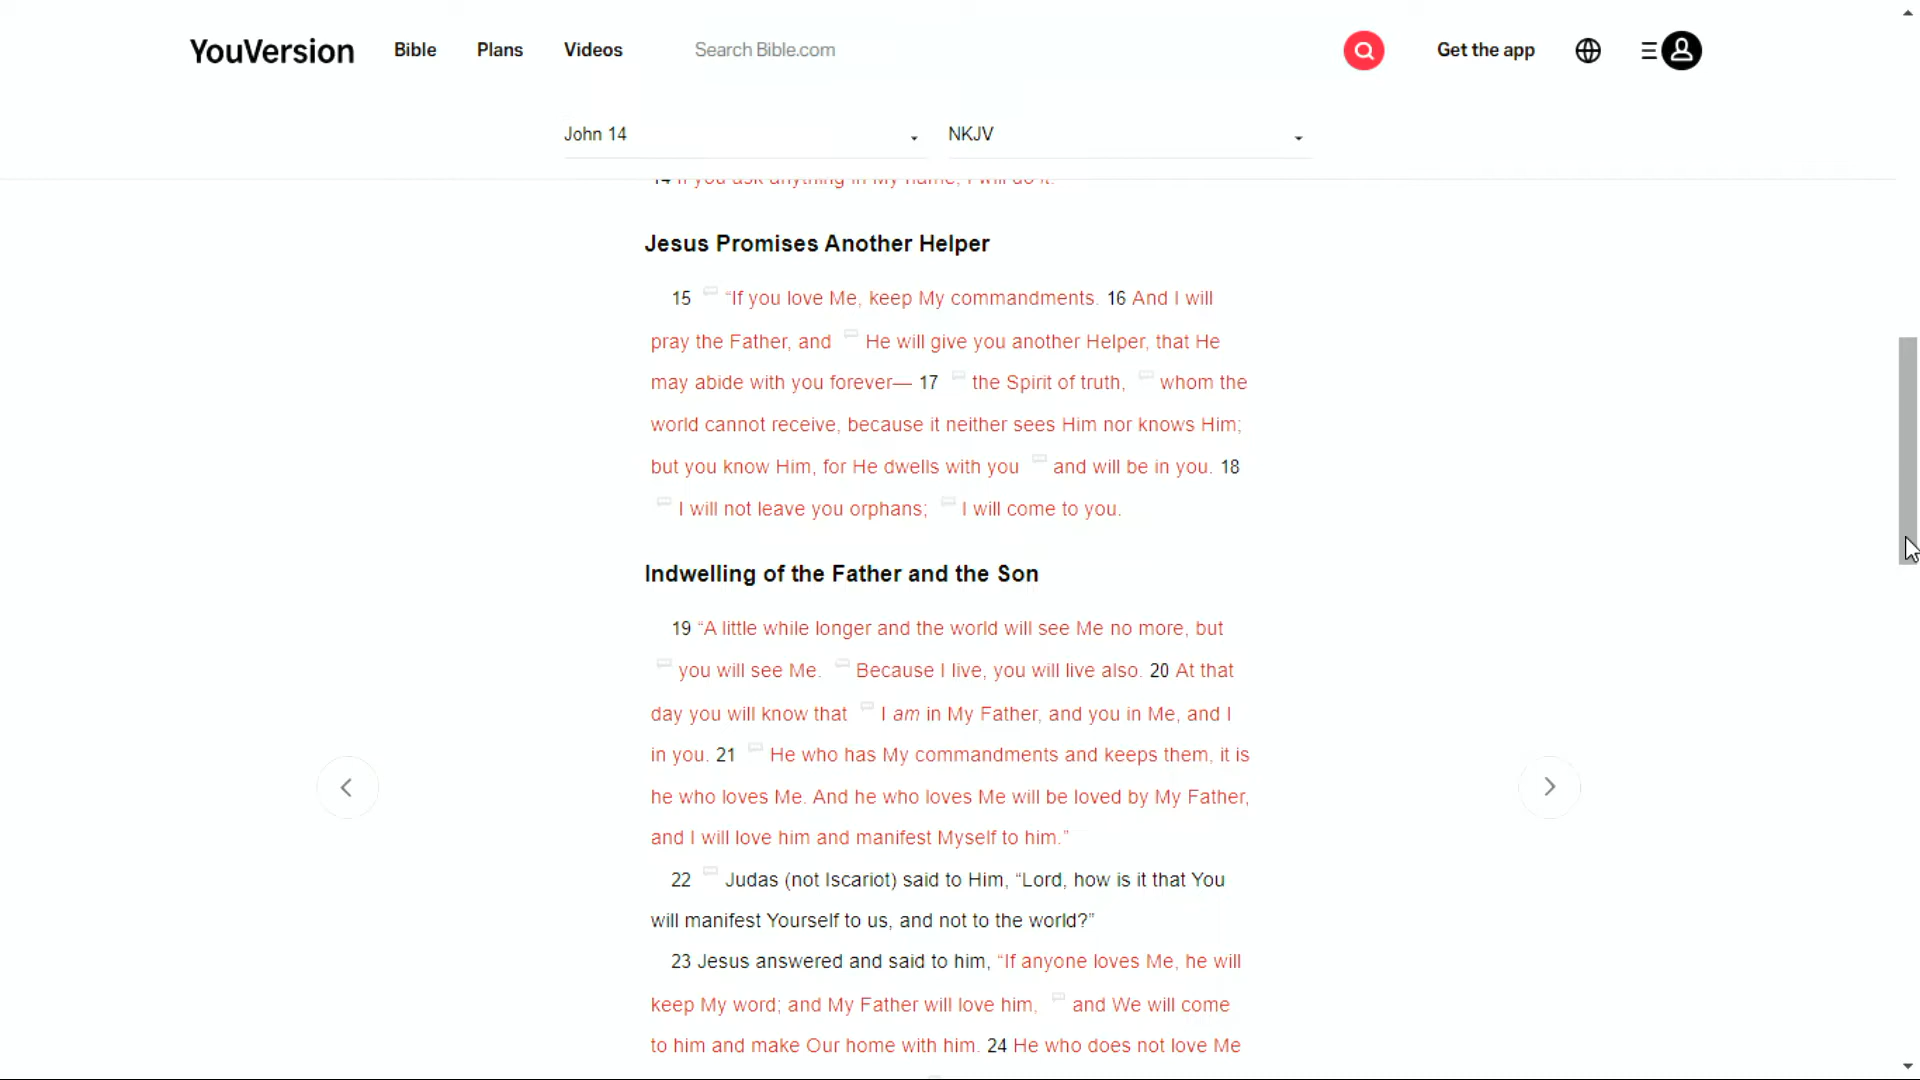 YouVersion Bible Plans Videos Search Bible.com Get the app
John 14 NKJV
14 If you ask anything in My name, I will do it.
Jesus Promises Another Helper
15 “If you love Me, keep My commandments. 16 And I will
pray the Father, and He will give you another Helper, that He
may abide with you forever— 17 the Spirit of truth, whom the
world cannot receive, because it neither sees Him nor knows Him;
but you know Him, for He dwells with you and will be in you. 18
I will not leave you orphans; I will come to you.
Indwelling of the Father and the Son
19 “A little while longer and the world will see Me no more, but
you will see Me. Because I live, you will live also. 20 At that
day you will know that I am in My Father, and you in Me, and I
in you. 21 He who has My commandments and keeps them, it is
he who loves Me. And he who loves Me will be loved by My Father,
and I will love him and manifest Myself to him.”
22 Judas (not Iscariot) said to Him, “Lord, how is it that You
will manifest Yourself to us, and not to the world?”
23 Jesus answered and said to him, “If anyone loves Me, he will
keep My word; and My Father will love him, and We will come
to him and make Our home with him. 24 He who does not love Me